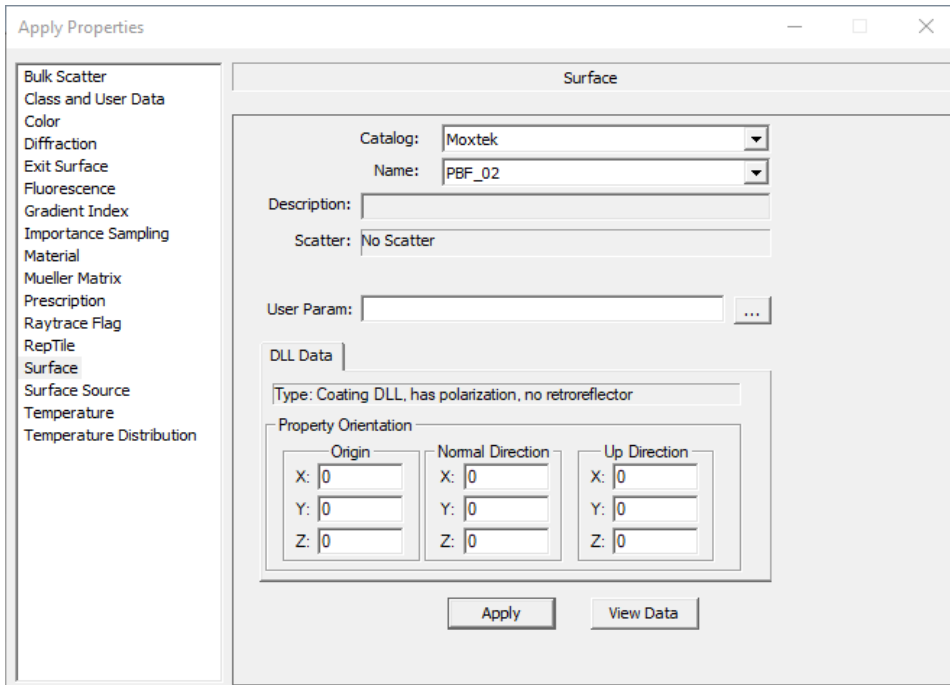 Apply Properties
Bulk Scatter
Class and User Data
Color
Diffraction
Exit Surface
Fluorescence
Gradient Index
Importance Sampling
Material
Mueller Matrix
Prescription
Raytrace Flag
RepTile
Surface
Surface Source
Temperature
Temperature Distribution
Surface
Catalog: Moxtek
Name: PBF_02
Description:
Scatter: No Scatter
User Param: ...
DLL Data
Type: Coating DLL, has polarization, no retroreflector
Property Orientation
Origin Normal Direction Up Direction
X: 0 X: 0 X: 0
Y: 0 Y: 0 Y: 0
Z: 0 Z: 0 Z: 0
Apply View Data